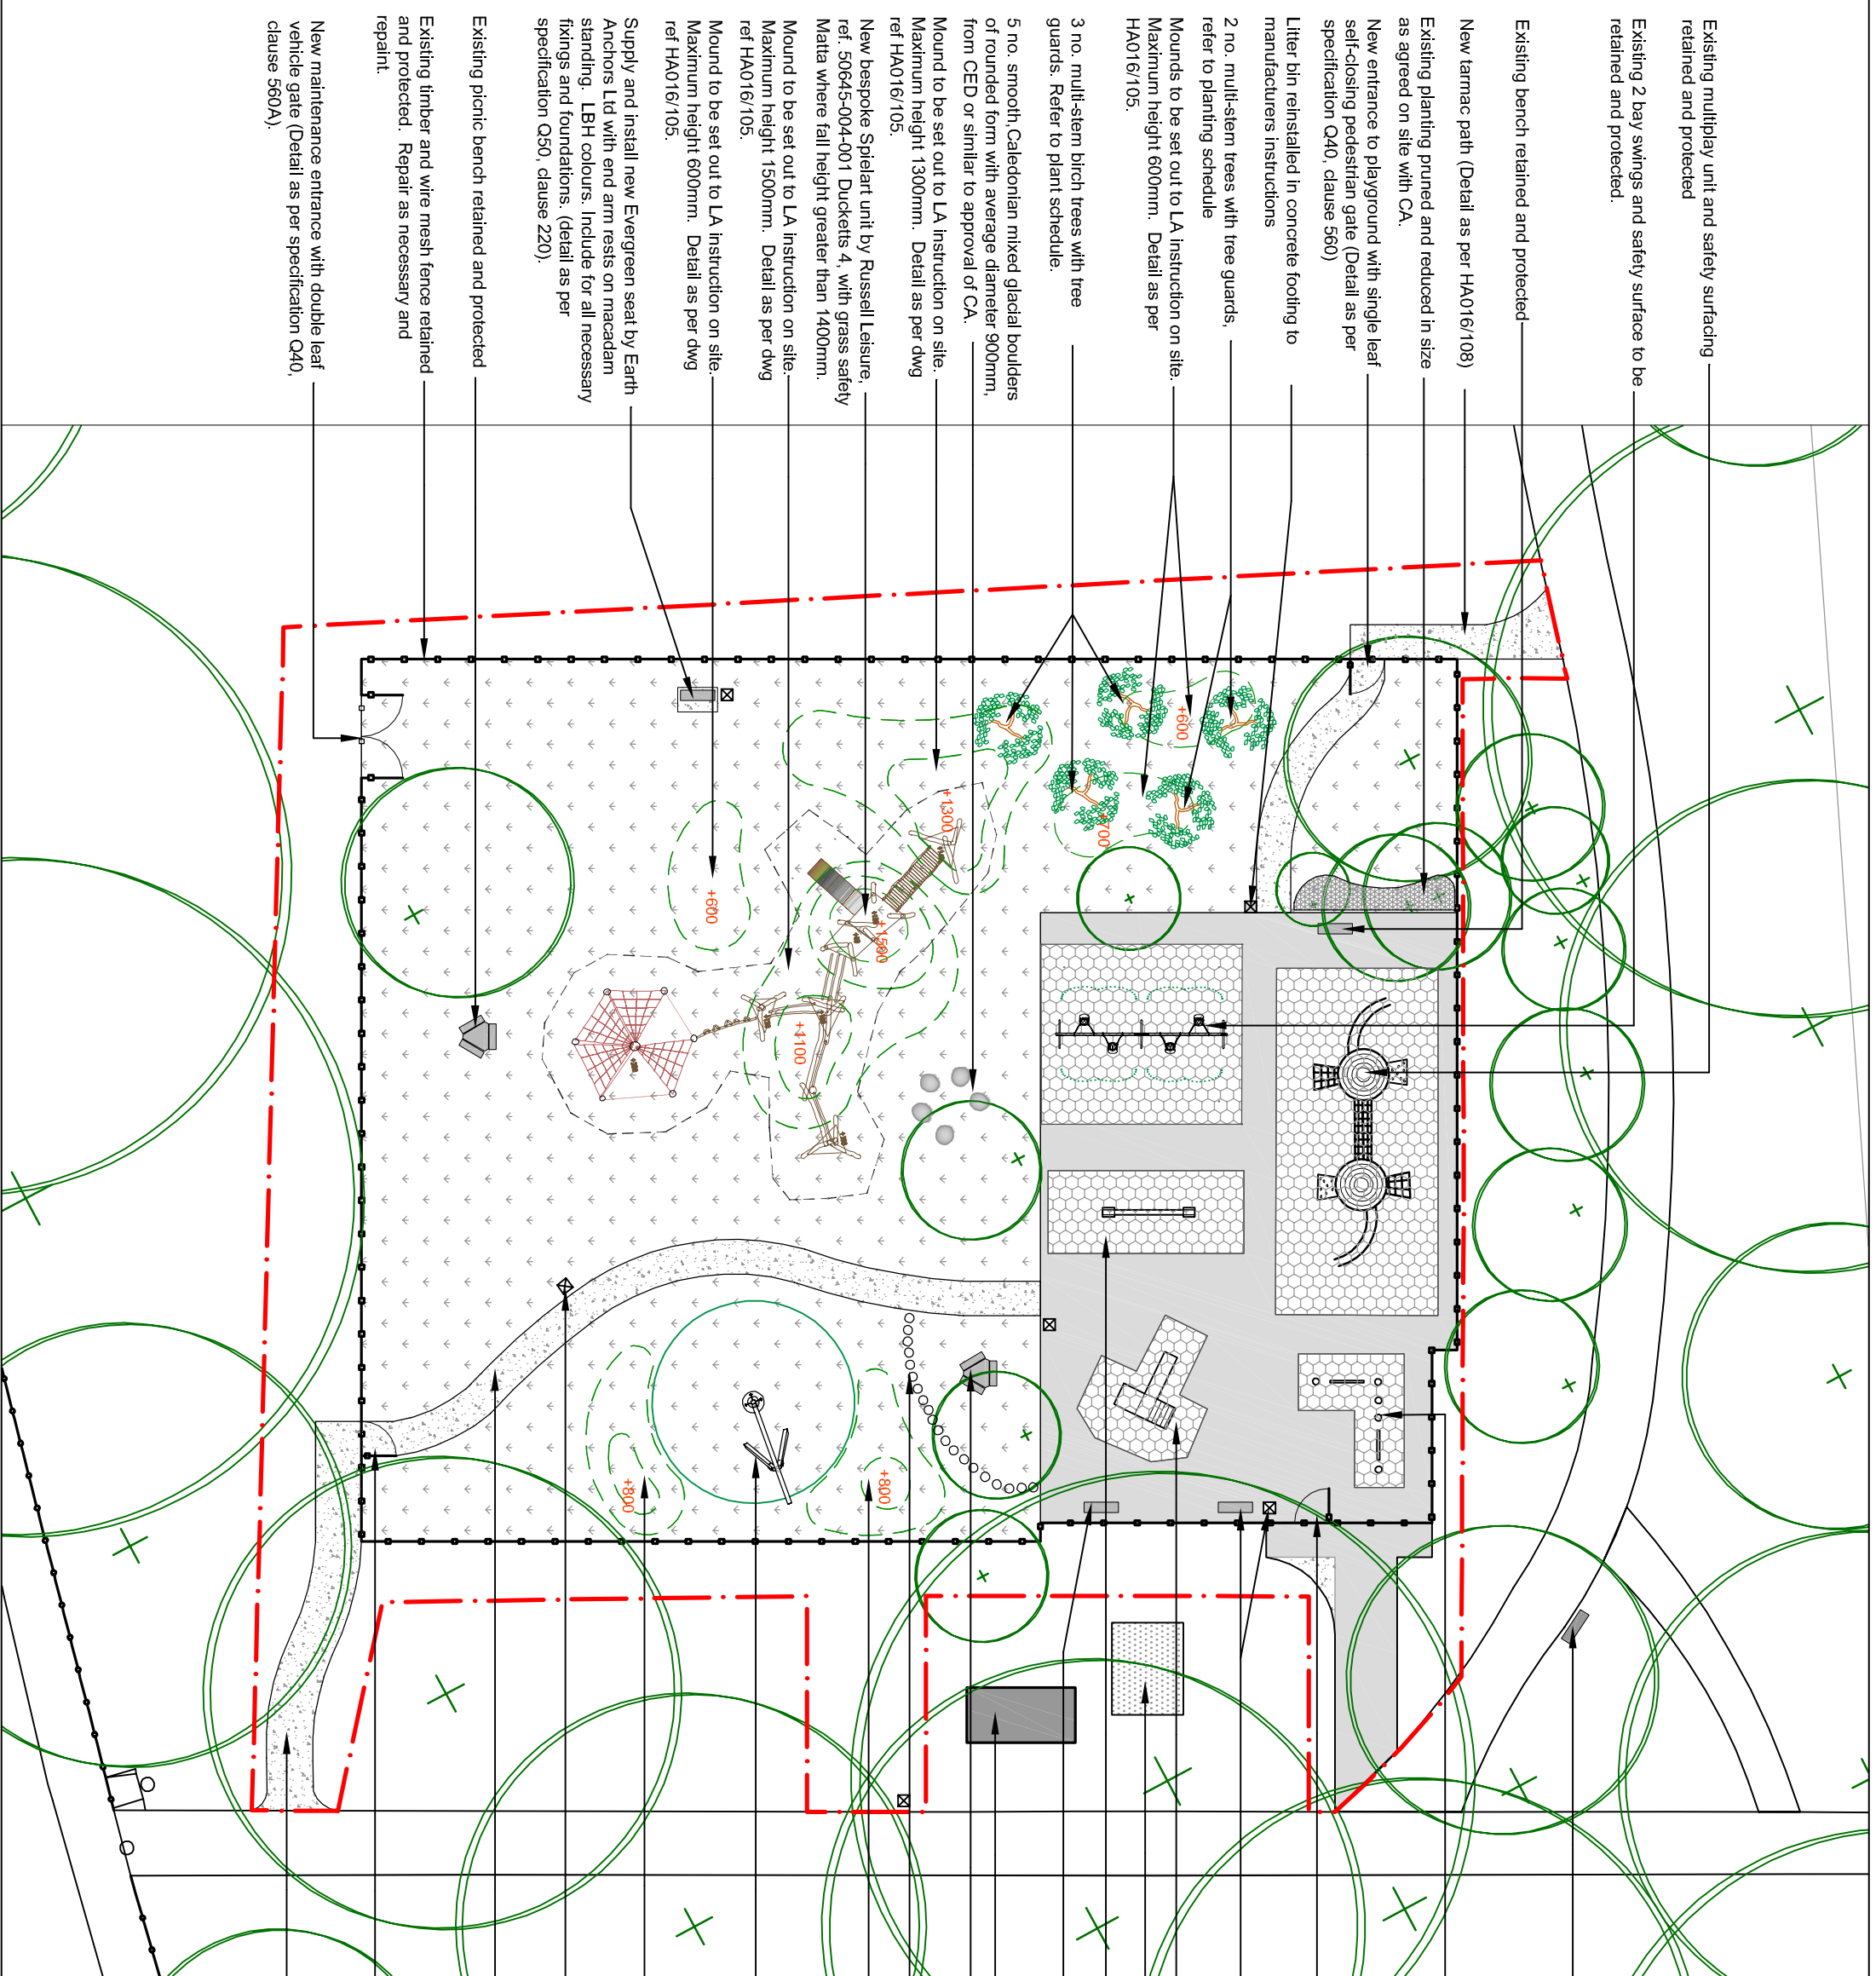 Existing multiplay unit and safety surfacing
retained and protected
Existing 2 bay swings and safety surface to be
retained and protected.
Existing bench retained and protected
New tarmac path (Detail as per HA016/108)
Existing planting pruned and reduced in size
as agreed on site with CA.
New entrance to playground with single leaf
self-closing pedestrian gate (Detail as per
specification Q40, clause 560)
Litter bin reinstalled in concrete footing to
manufacturers instructions
2 no. multi-stem trees with tree guards,
refer to planting schedule
Mounds to be set out to LA instruction on site.
Maximum height 600mm.  Detail as per
HA016/105.
3 no. multi-stem birch trees with tree
guards. Refer to plant schedule.
5 no. smooth,Caledonian mixed glacial boulders
of rounded form with average diameter 900mm,
from CED or similar to approval of CA.
Mound to be set out to LA instruction on site.
Maximum height 1300mm.  Detail as per dwg
ref HA016/105.
New bespoke Spielart unit by Russell Leisure,
ref. 50645-004-001 Ducketts 4, with grass safety
Matta where fall height greater than 1400mm.
Mound to be set out to LA instruction on site.
Maximum height 1500mm.  Detail as per dwg
ref HA016/105.
Mound to be set out to LA instruction on site.
Maximum height 600mm.  Detail as per dwg
ref HA016/105.
Supply and install new Evergreen seat by Earth
Anchors Ltd with end arm rests on macadam
standing.  LBH colours. Include for all necessary
fixings and foundations. (detail as per
specification Q50, clause 220).
Existing picnic bench retained and protected
Existing timber and wire mesh fence retained
and protected.  Repair as necessary and
repaint.
New maintenance entrance with double leaf
vehicle gate (Detail as per specification Q40,
clause 560A).
+600
+700
+1300
+1500
+600
+1100
+800
+800